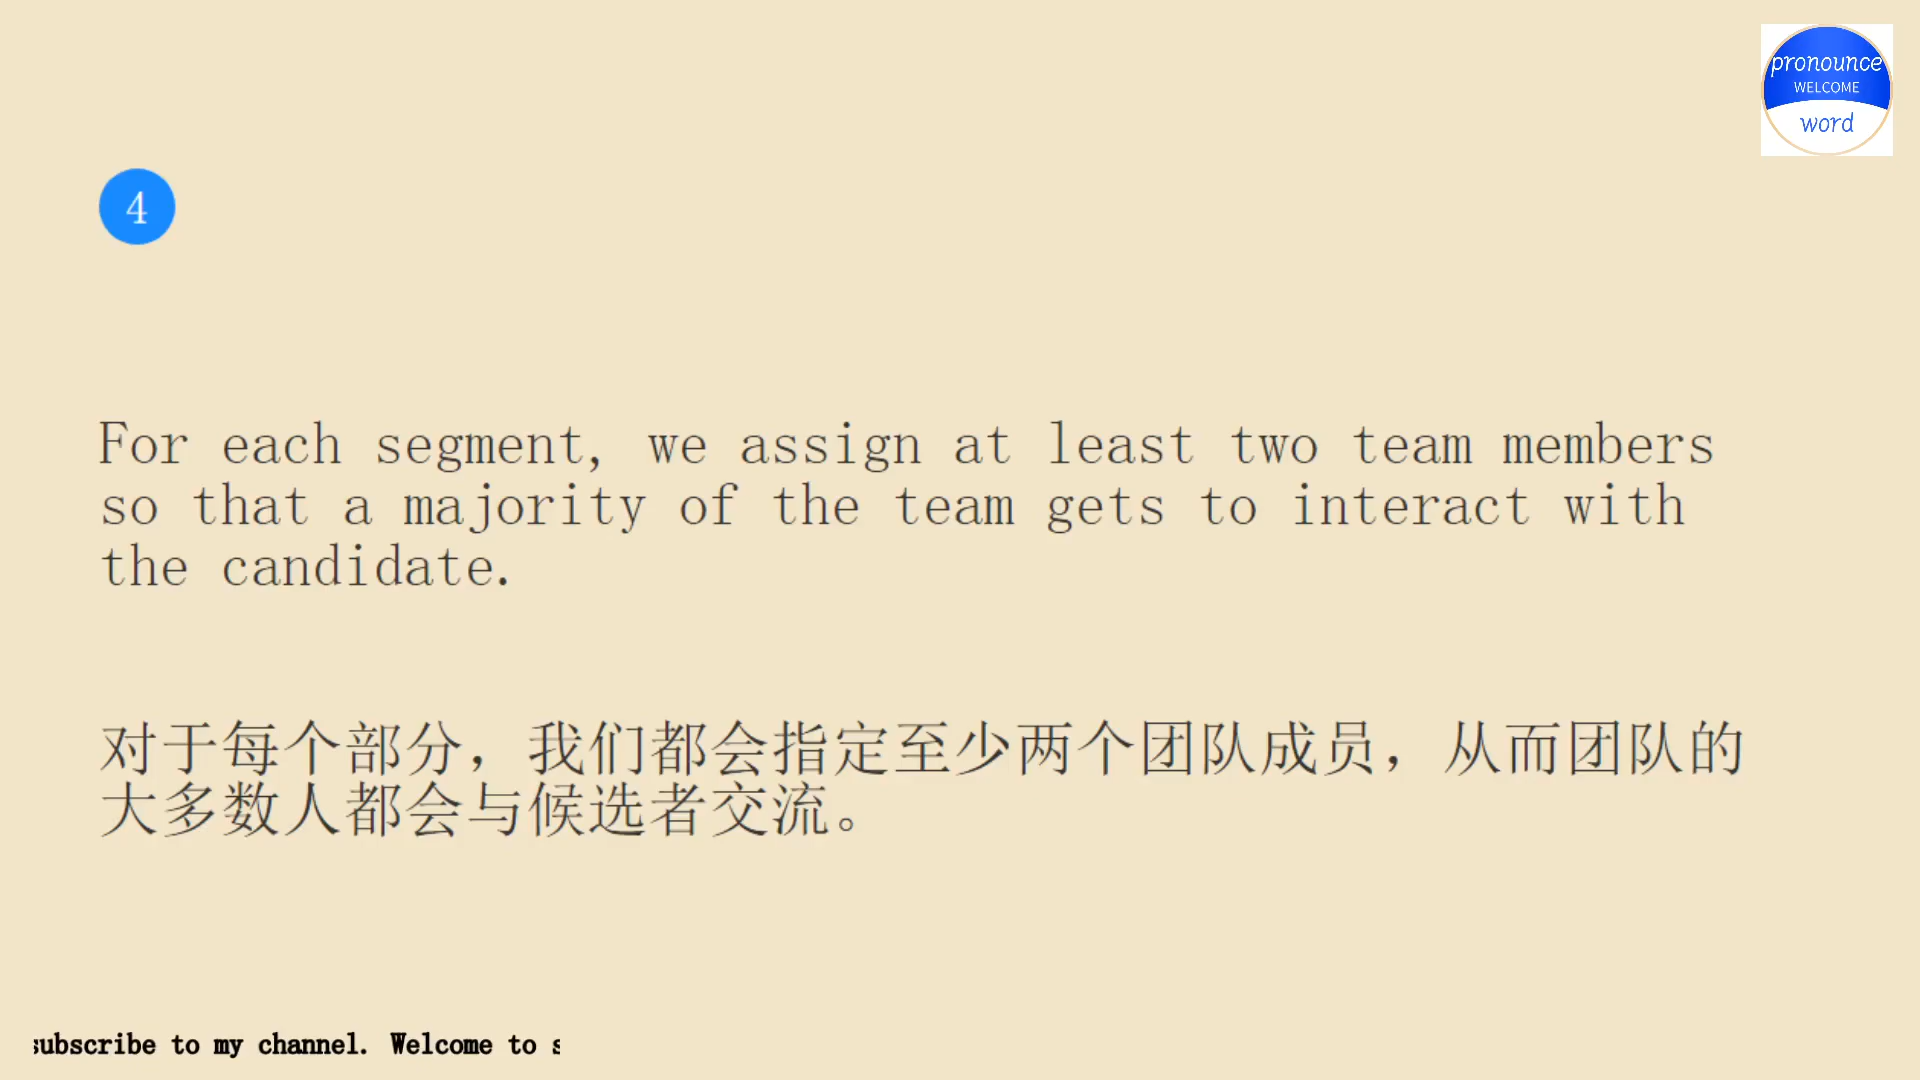 pronounce
WELCOME
word
4
For each segment, we assign at least two team members
so that a majority of the team gets to interact with
the candidate.
对于每个部分，我们都会指定至少两个团队成员，从而团队的
大多数人都会与候选者交流。
subscribe to my channel. Welcome to s